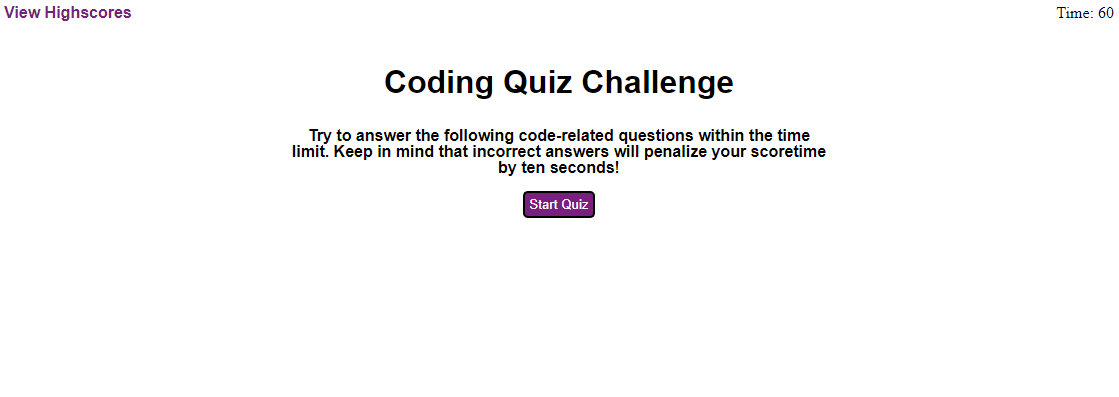 View Highscores
Time: 60
Coding Quiz Challenge
Try to answer the following code-related questions within the time
limit. Keep in mind that incorrect answers will penalize your scoretime
by ten seconds!
Start Quiz